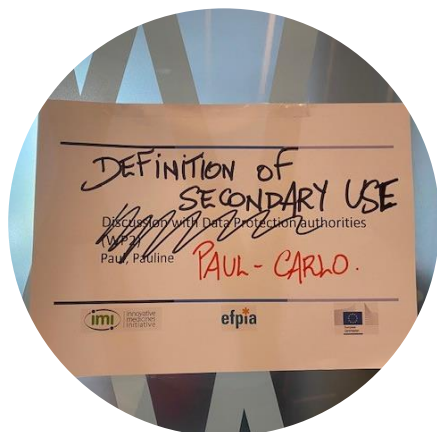 DEFINITION OF
SECONDARY USE
Discussion with Data Protection authorities
(WP2)
Paul, Pauline
PAUL - CARLO.
imi innovative
medicines
initiative
efpia